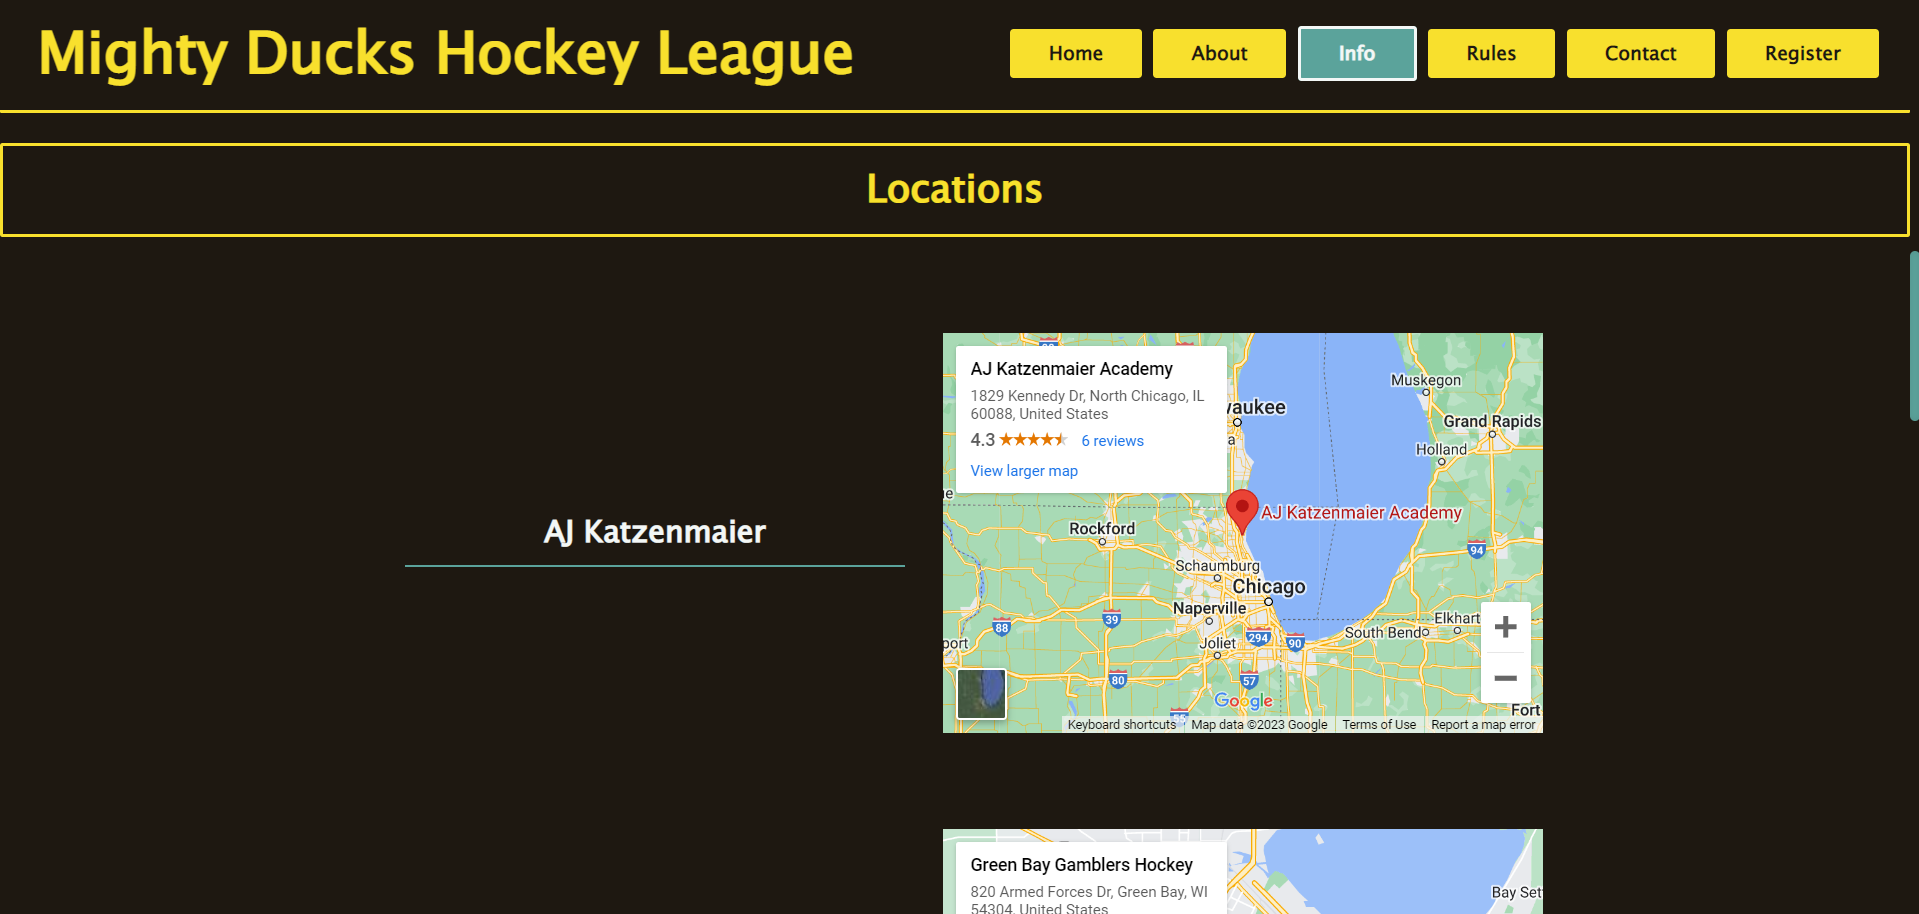 Mighty Ducks Hockey League
Home
About
Info
Rules
Contact
Register
Locations
AJ Katzenmaier
AJ Katzenmaier Academy
1829 Kennedy Dr, North Chicago, IL
60088, United States
4.3
6 reviews
View larger map
waukee
Muskegon
Grand Rapids
Holland
AJ Katzenmaier Academy
Rockford
94
Schaumburg
Chicago
Naperville
88
39
294
90
South Bend
Elkhart
port
Joliet
80
57
55
Google
Fort
Keyboard shortcuts
Map data ©2023 Google
Terms of Use
Report a map error
Green Bay Gamblers Hockey
820 Armed Forces Dr, Green Bay, WI
54304, United States
Bay Set